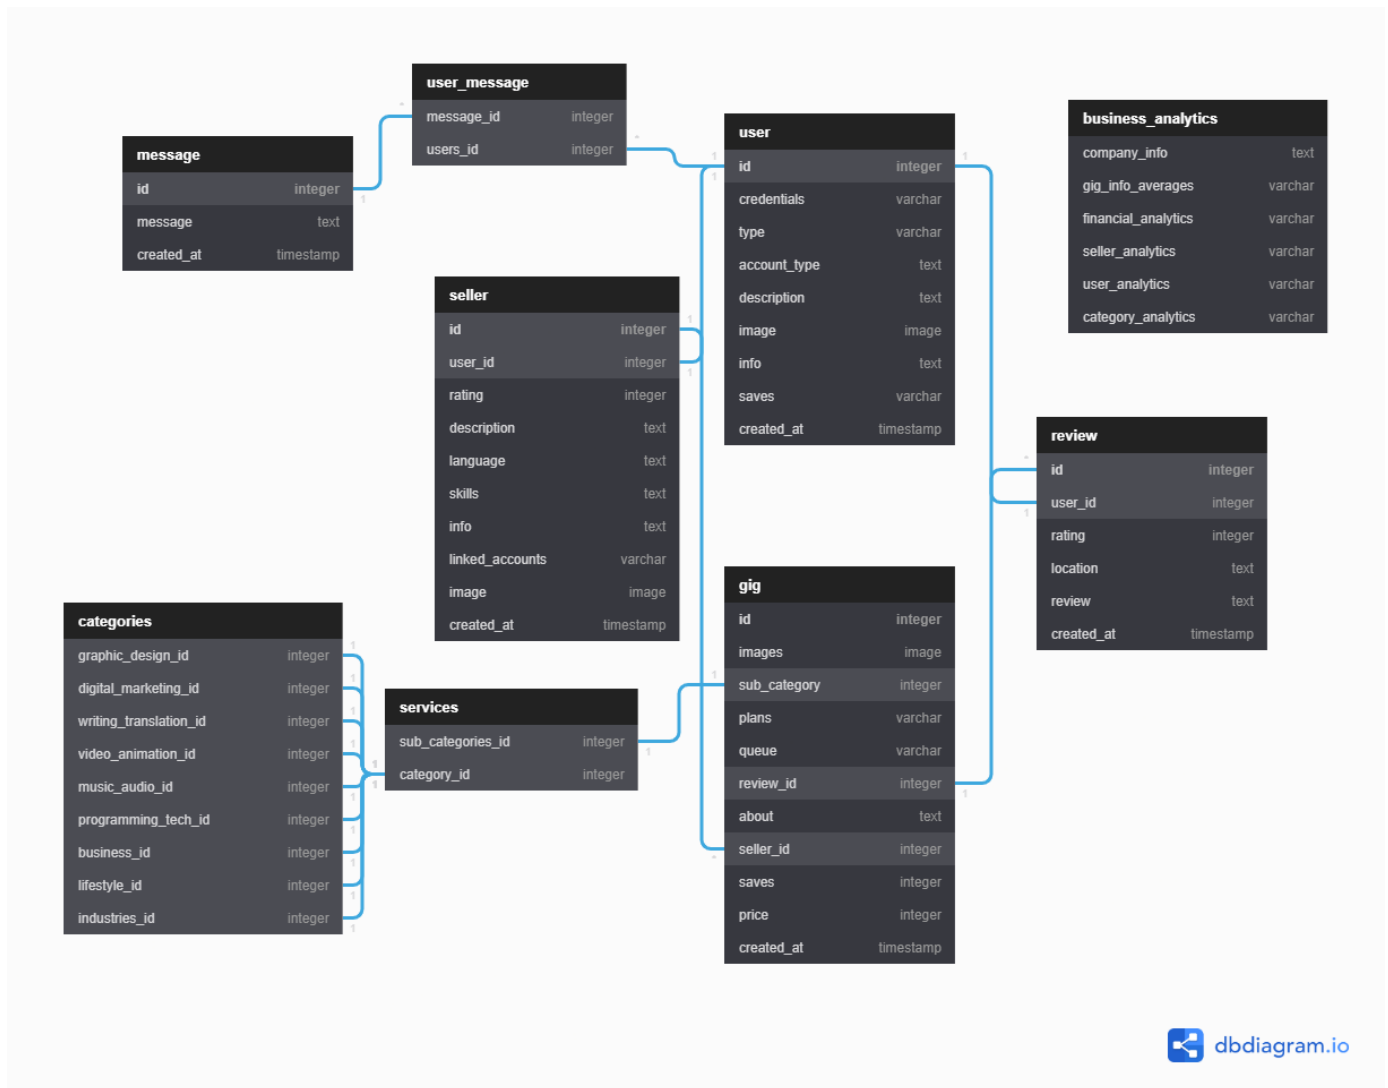 user_message
message_id integer
users_id integer
message
id integer
message text
created_at timestamp
user
id integer
credentials varchar
type varchar
account_type text
description text
image image
info text
saves varchar
created_at timestamp
business_analytics
company_info text
gig_info_averages varchar
financial_analytics varchar
seller_analytics varchar
user_analytics varchar
category_analytics varchar
seller
id integer
user_id integer
rating integer
description text
language text
skills text
info text
linked_accounts varchar
image image
created_at timestamp
review
id integer
user_id integer
rating integer
location text
review text
created_at timestamp
categories
graphic_design_id integer
digital_marketing_id integer
writing_translation_id integer
video_animation_id integer
music_audio_id integer
programming_tech_id integer
business_id integer
lifestyle_id integer
industries_id integer
services
sub_categories_id integer
category_id integer
gig
id integer
images image
sub_category integer
plans varchar
queue varchar
review_id integer
about text
seller_id integer
saves integer
price integer
created_at timestamp
dbdiagram.io